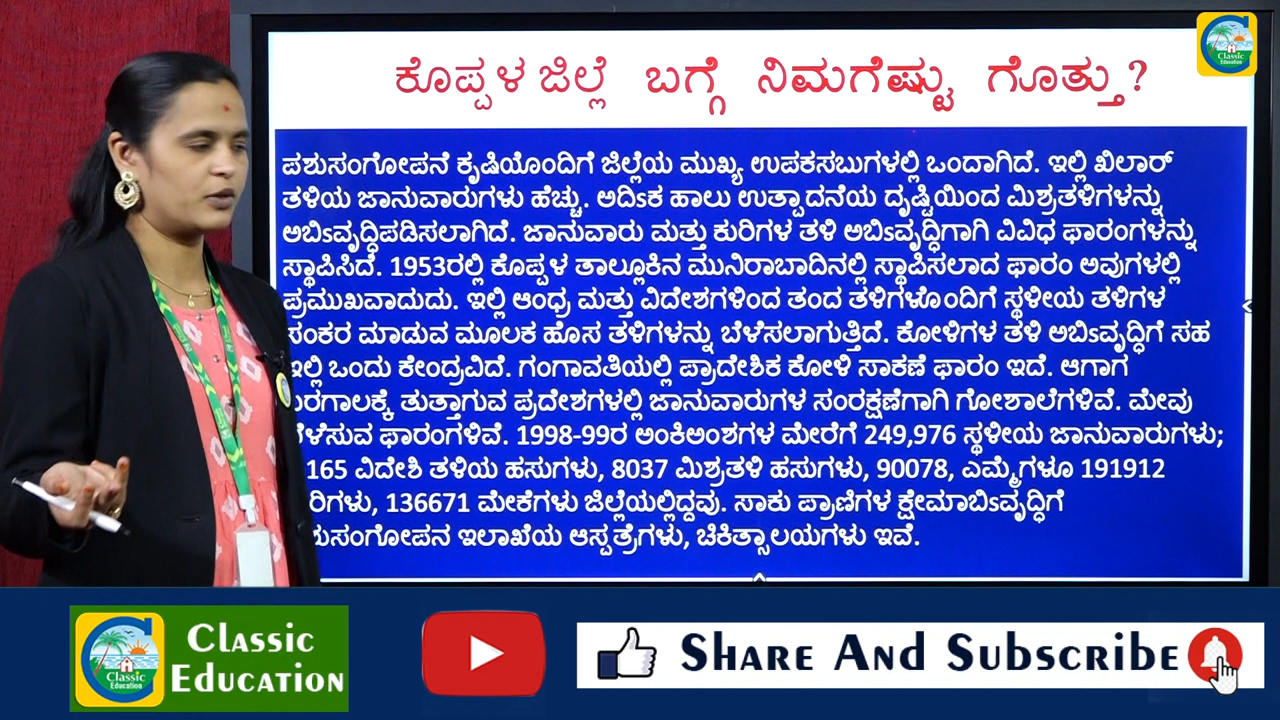 Classic
Education
ಕೊಪ್ಪಳ ಜಿಲ್ಲೆ ಬಗ್ಗೆ ನಿಮಗೆಷ್ಟು ಗೊತ್ತು?
ಪಶುಸಂಗೋಪನೆ ಕೃಷಿಯೊಂದಿಗೆ ಜಿಲ್ಲೆಯ ಮುಖ್ಯ ಉಪಕಸಬುಗಳಲ್ಲಿ ಒಂದಾಗಿದೆ. ಇಲ್ಲಿ ಖಿಲಾರ್
ತಳಿಯ ಜಾನುವಾರುಗಳು ಹೆಚ್ಚು. ಅದಿsಕ ಹಾಲು ಉತ್ಪಾದನೆಯ ದೃಷ್ಟಿಯಿಂದ ಮಿಶ್ರತಳಿಗಳನ್ನು
ಅಬಿsವೃದ್ಧಿಪಡಿಸಲಾಗಿದೆ. ಜಾನುವಾರು ಮತ್ತು ಕುರಿಗಳ ತಳಿ ಅಬಿsವೃದ್ಧಿಗಾಗಿ ವಿವಿಧ ಫಾರಂಗಳನ್ನು
ಸ್ಥಾಪಿಸಿದೆ. 1953ರಲ್ಲಿ ಕೊಪ್ಪಳ ತಾಲ್ಲೂಕಿನ ಮುನಿರಾಬಾದಿನಲ್ಲಿ ಸ್ಥಾಪಿಸಲಾದ ಫಾರಂ ಅವುಗಳಲ್ಲಿ
ಪ್ರಮುಖವಾದುದು. ಇಲ್ಲಿ ಆಂಧ್ರ ಮತ್ತು ವಿದೇಶಗಳಿಂದ ತಂದ ತಳಿಗಳೊಂದಿಗೆ ಸ್ಥಳೀಯ ತಳಿಗಳ
ಸಂಕರ ಮಾಡುವ ಮೂಲಕ ಹೊಸ ತಳಿಗಳನ್ನು ಬೆಳೆಸಲಾಗುತ್ತಿದೆ. ಕೋಳಿಗಳ ತಳಿ ಅಬಿsವೃದ್ಧಿಗೆ ಸಹ
ಇಲ್ಲಿ ಒಂದು ಕೇಂದ್ರವಿದೆ. ಗಂಗಾವತಿಯಲ್ಲಿ ಪ್ರಾದೇಶಿಕ ಕೋಳಿ ಸಾಕಣೆ ಫಾರಂ ಇದೆ. ಆಗಾಗ
ತುತ್ತಾಗುವ ಪ್ರದೇಶಗಳಲ್ಲಿ ಜಾನುವಾರುಗಳ ಸಂರಕ್ಷಣೆಗಾಗಿ ಗೋಶಾಲೆಗಳಿವೆ. ಮೇವು
ಫಾರಂಗಳಿವೆ. 1998-99ರ ಅಂಕಿಅಂಶಗಳ ಮೇರೆಗೆ 249,976 ಸ್ಥಳೀಯ ಜಾನುವಾರುಗಳು;
165 ವಿದೇಶಿ ತಳಿಯ ಹಸುಗಳು, 8037 ಮಿಶ್ರತಳಿ ಹಸುಗಳು, 90078, ಎಮ್ಮೆಗಳೂ 191912
136671 ಮೇಕೆಗಳು ಜಿಲ್ಲೆಯಲ್ಲಿದ್ದವು. ಸಾಕು ಪ್ರಾಣಿಗಳ ಕ್ಷೇಮಾಬಿsವೃದ್ಧಿಗೆ
ಇಲಾಖೆಯ ಆಸ್ಪತ್ರೆಗಳು, ಚಿಕಿತ್ಸಾಲಯಗಳು ಇವೆ.
Classic
Education
Classic
Education
Share And Subscribe